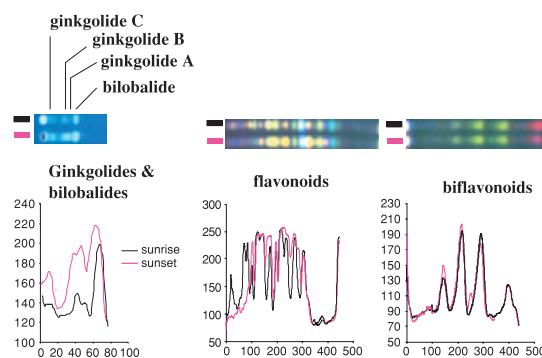 ginkgolide C
ginkgolide B
ginkgolide A
bilobalide
Ginkgolides &
bilobalides
flavonoids
biflavonoids
240
220
200
180
160
140
120
100
0 20 40 60 80 100
sunrise
sunset
300
250
200
150
100
50
0 100 200 300 400 500
210
190
170
150
130
110
90
70
50
0 100 200 300 400 500